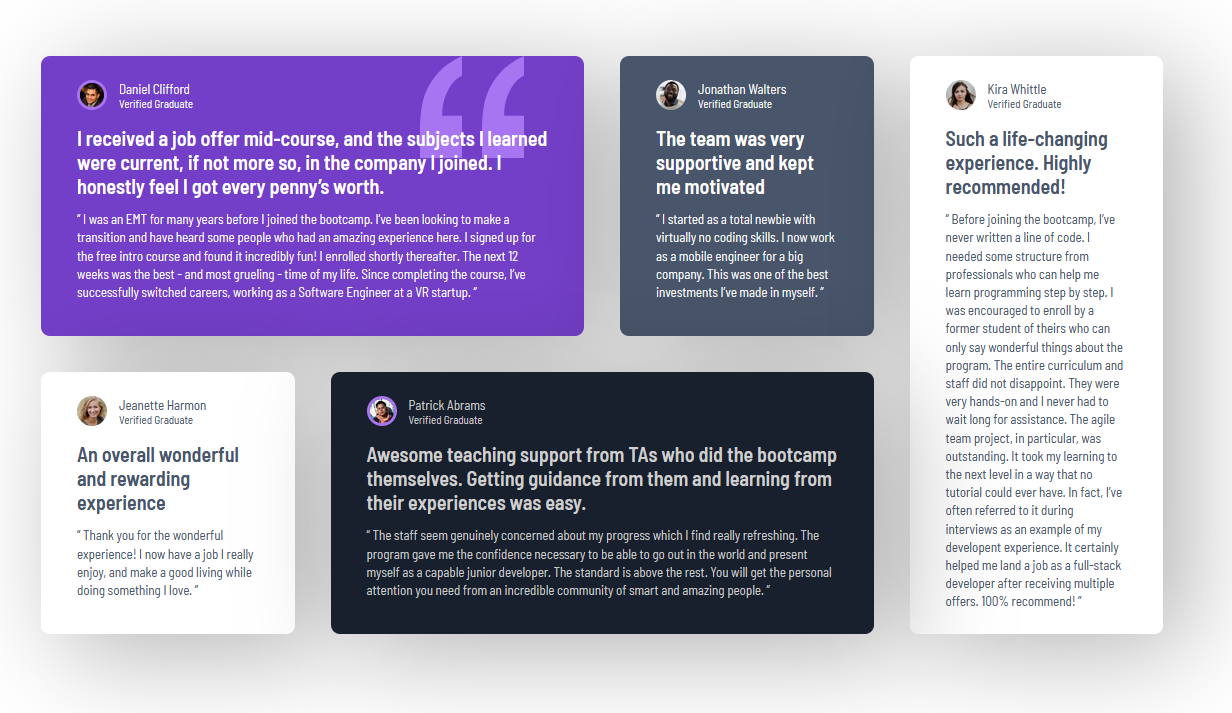 Daniel Clifford
Verified Graduate
I received a job offer mid-course, and the subjects I learned
were current, if not more so, in the company I joined. I
honestly feel I got every penny’s worth.
“ I was an EMT for many years before I joined the bootcamp. I’ve been looking to make a
transition and have heard some people who had an amazing experience here. I signed up for
the free intro course and found it incredibly fun! I enrolled shortly thereafter. The next 12
weeks was the best - and most grueling - time of my life. Since completing the course, I’ve
successfully switched careers, working as a Software Engineer at a VR startup. ”
Jonathan Walters
Verified Graduate
The team was very
supportive and kept
me motivated
“ I started as a total newbie with
virtually no coding skills. I now work
as a mobile engineer for a big
company. This was one of the best
investments I’ve made in myself. ”
Kira Whittle
Verified Graduate
Such a life-changing
experience. Highly
recommended!
“ Before joining the bootcamp, I’ve
never written a line of code. I
needed some structure from
professionals who can help me
learn programming step by step. I
was encouraged to enroll by a
former student of theirs who can
only say wonderful things about the
program. The entire curriculum and
staff did not disappoint. They were
very hands-on and I never had to
wait long for assistance. The agile
team project, in particular, was
outstanding. It took my learning to
the next level in a way that no
tutorial could ever have. In fact, I’ve
often referred to it during
interviews as an example of my
developent experience. It certainly
helped me land a job as a full-stack
developer after receiving multiple
offers. 100% recommend! ”
Jeanette Harmon
Verified Graduate
An overall wonderful
and rewarding
experience
“ Thank you for the wonderful
experience! I now have a job I really
enjoy, and make a good living while
doing something I love. ”
Patrick Abrams
Verified Graduate
Awesome teaching support from TAs who did the bootcamp
themselves. Getting guidance from them and learning from
their experiences was easy.
“ The staff seem genuinely concerned about my progress which I find really refreshing. The
program gave me the confidence necessary to be able to go out in the world and present
myself as a capable junior developer. The standard is above the rest. You will get the personal
attention you need from an incredible community of smart and amazing people. ”